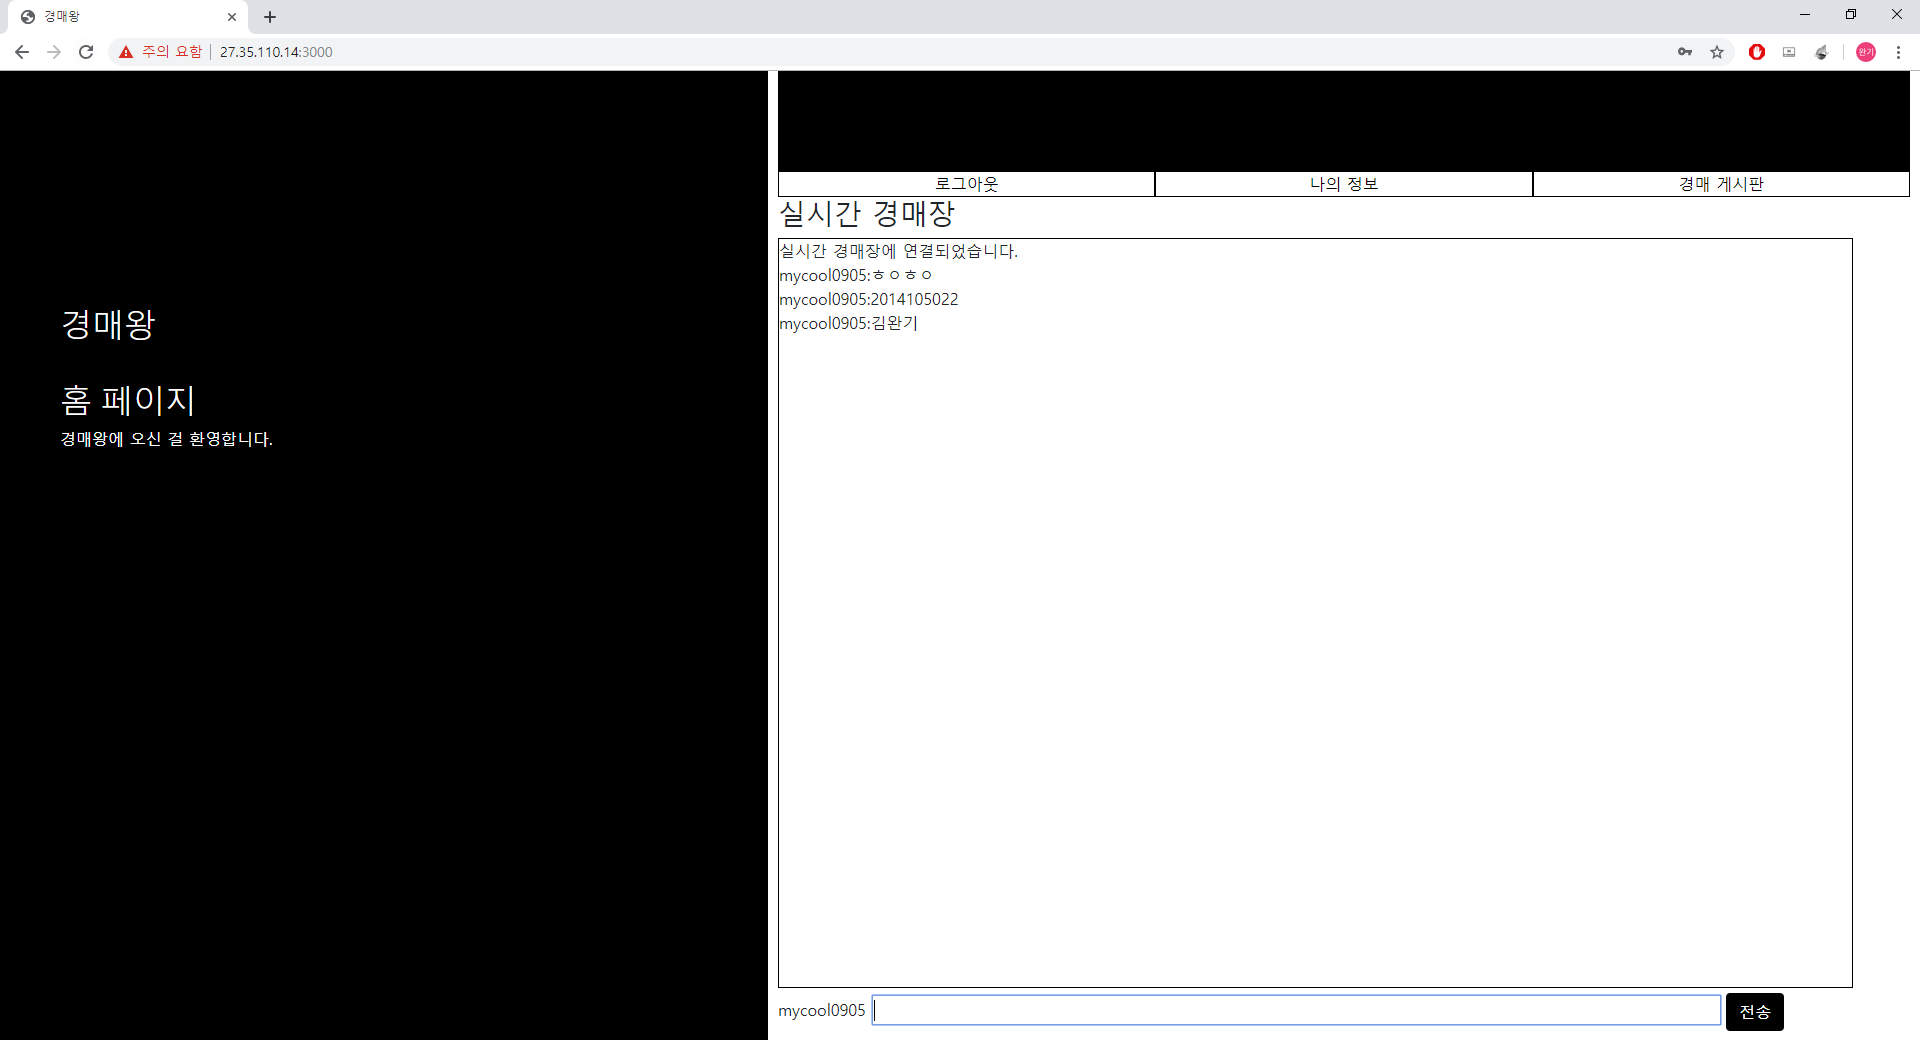 경매왕
주의 요함 27.35.110.14:3000
완기
로그아웃 나의 정보 경매 게시판
경매왕
홈 페이지
경매왕에 오신 걸 환영합니다.
실시간 경매장
실시간 경매장에 연결되었습니다.
mycool0905:ㅎㅇㅎㅇ
mycool0905:2014105022
mycool0905:김완기
mycool0905 전송